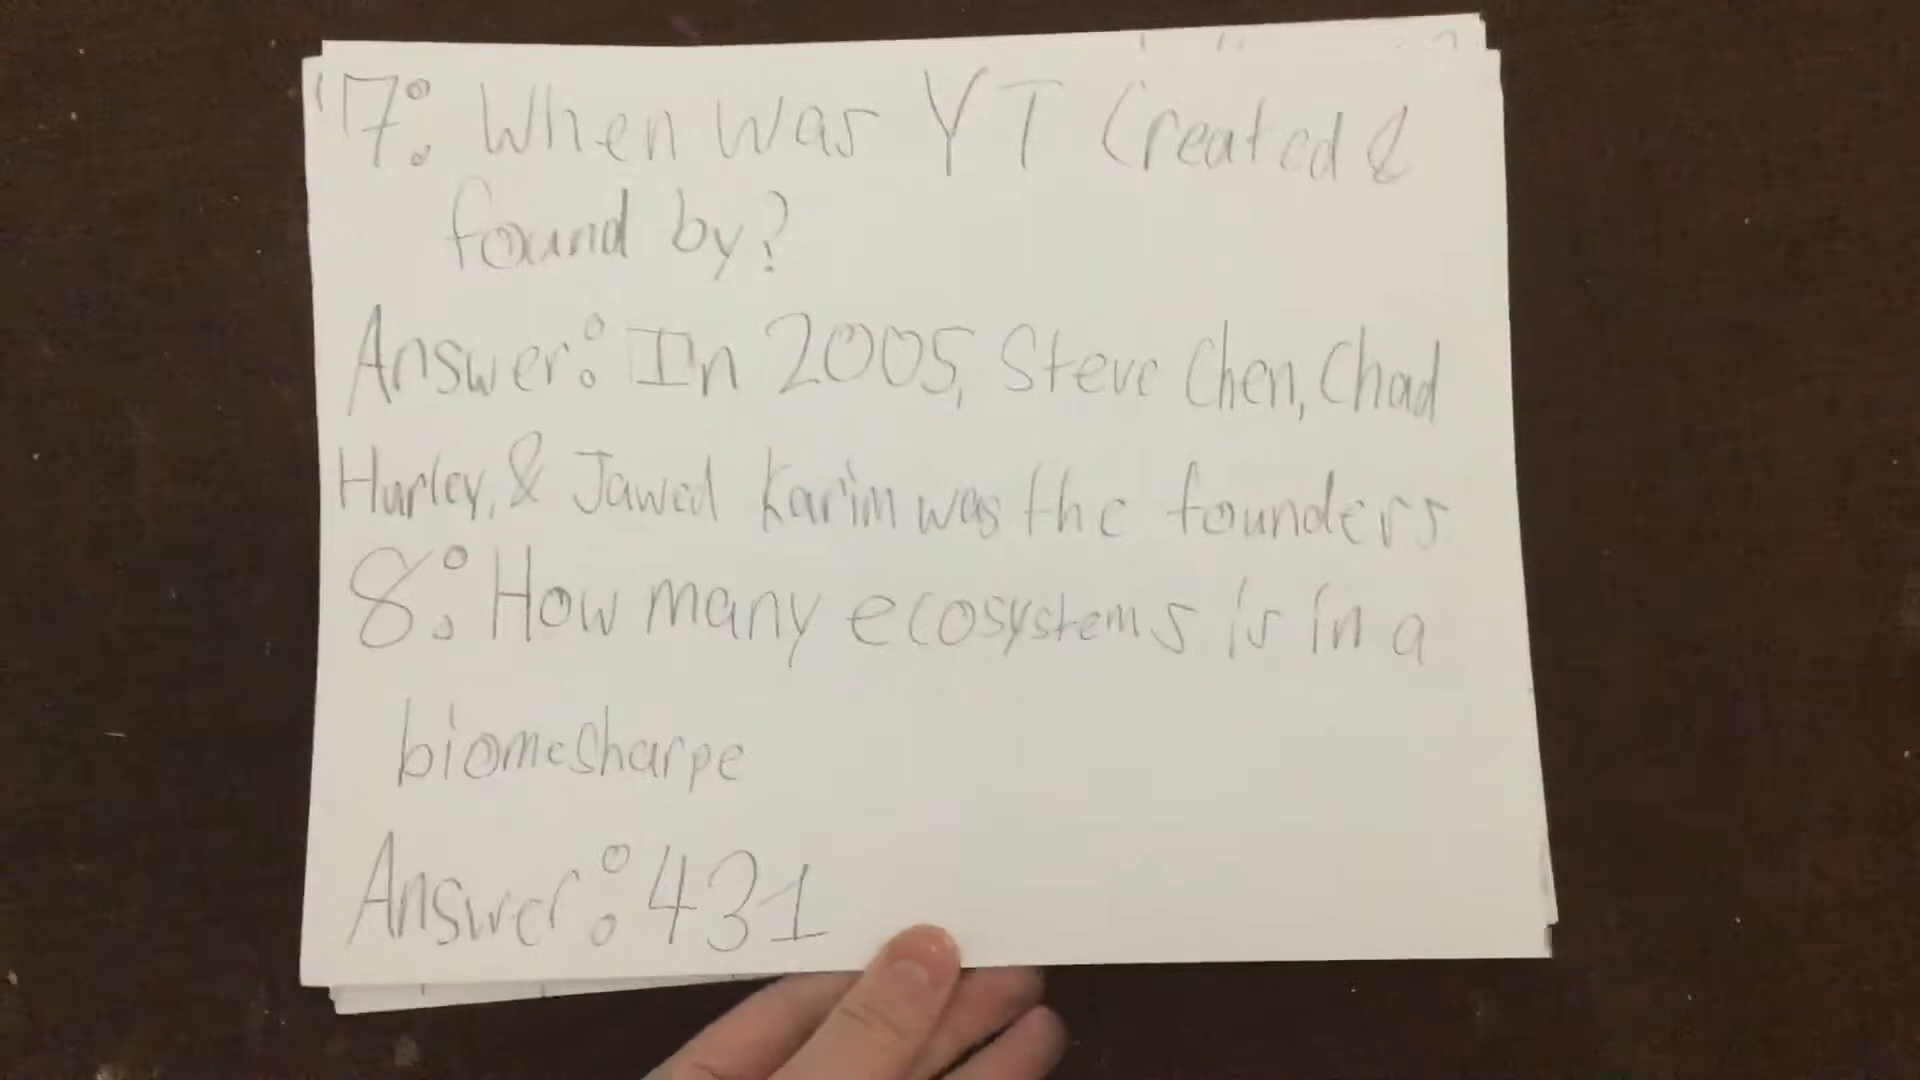 7: When was YT Created &
found by?
Answer: In 2005, Steve Chen, Chad
Hurley, & Jawed Karim was the founders
8: How many ecosystems is in a
biomesharpe
Answer: 431